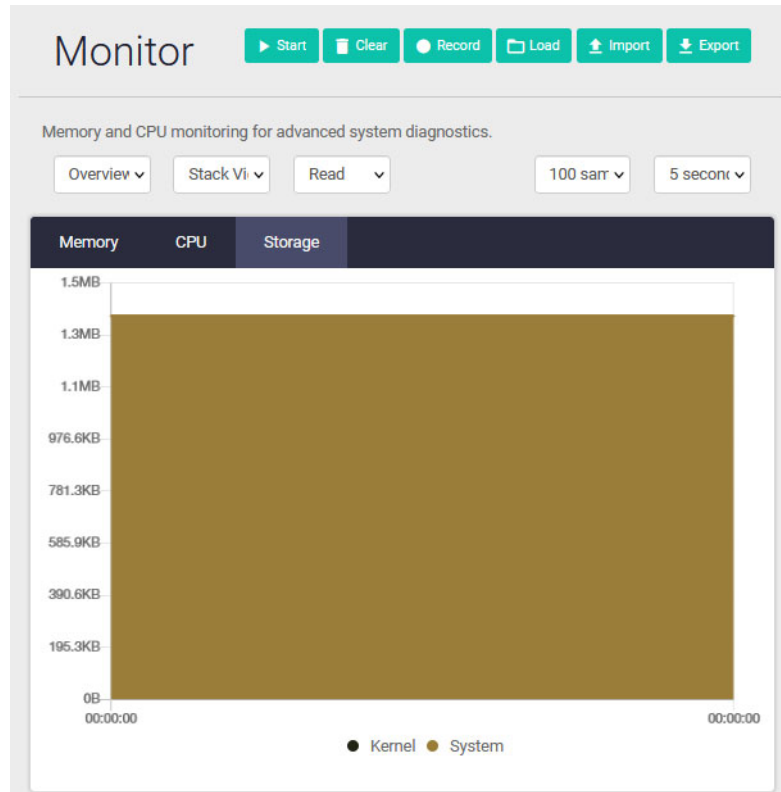 Monitor
Start
Clear
Record
Load
Import
Export
Memory and CPU monitoring for advanced system diagnostics.
Overview
Stack Vi
Read
100 sam
5 second
Memory
CPU
Storage
1.5MB
1.3MB
1.1MB
976.6KB
781.3KB
585.9KB
390.6KB
195.3KB
0B
00:00:00
00:00:00
Kernel
System